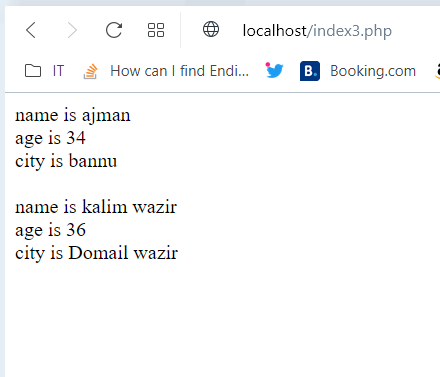 localhost/index3.php
IT
How can I find Endi...
B.
Booking.com
name is ajman
age is 34
city is bannu
name is kalim wazir
age is 36
city is Domail wazir